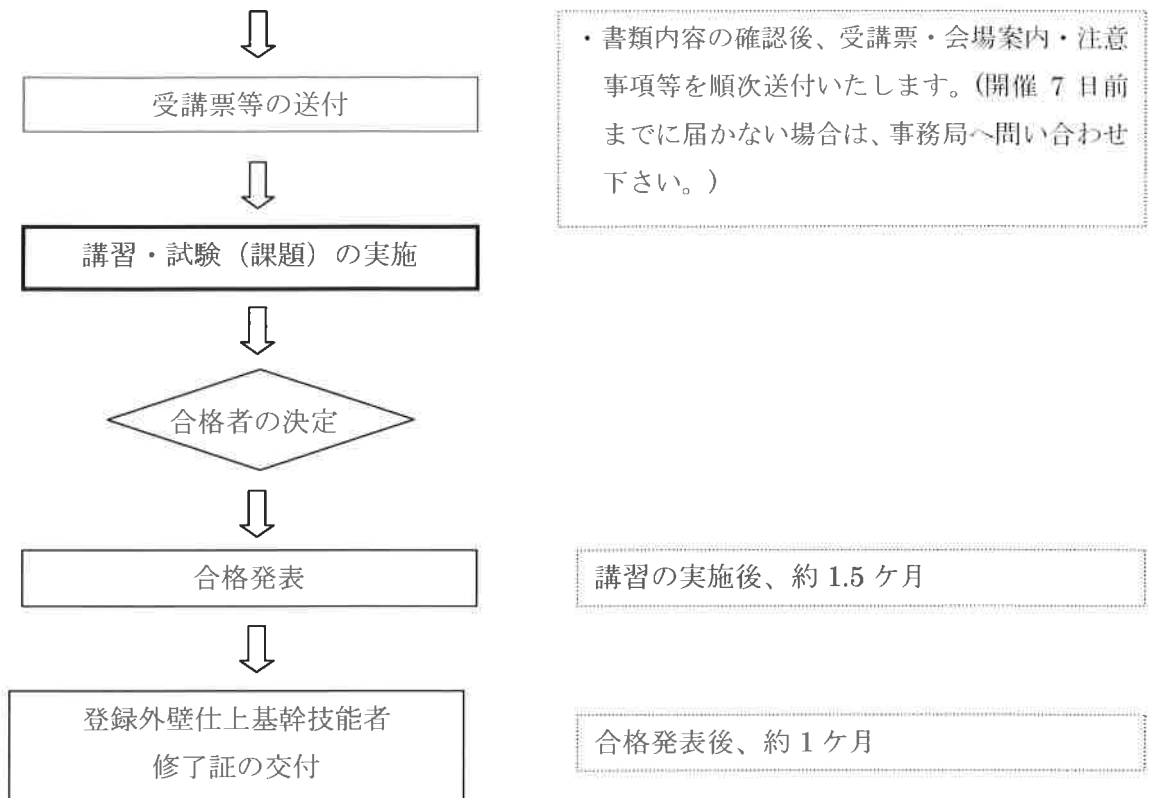 ・書類内容の確認後、受講票・会場案内・注意
事項等を順次送付いたします。(開催 7 日前
までに届かない場合は、事務局へ問い合わせ
下さい。)
受講票等の送付
講習・試験（課題）の実施
合格者の決定
合格発表
講習の実施後、約 1.5 ケ月
登録外壁仕上基幹技能者
修了証の交付
合格発表後、約 1 ケ月